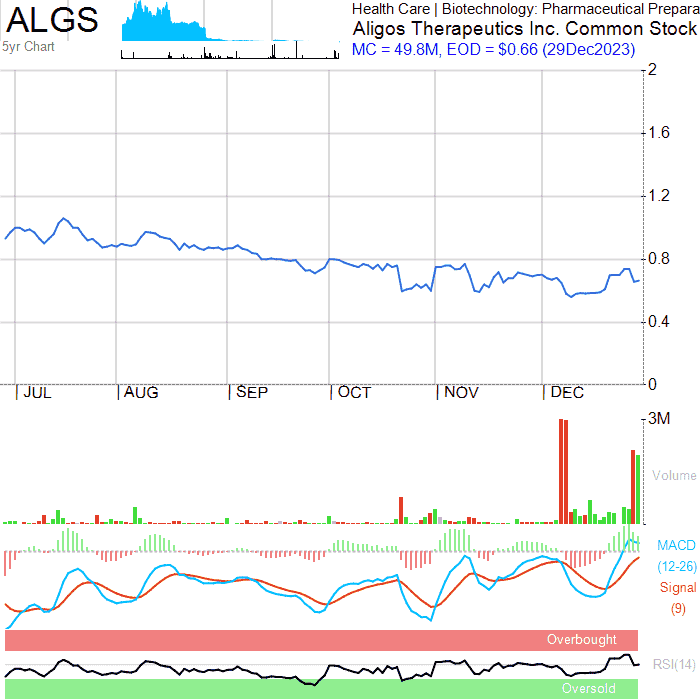 ALGS
5yr Chart
Health Care | Biotechnology: Pharmaceutical Prepara
Aligos Therapeutics Inc. Common Stock
MC = 49.8M, EOD = $0.66 (29Dec2023)
2
1.6
1.2
0.8
0.4
0
JUL AUG SEP OCT NOV DEC
3M
Volume
MACD
(12-26)
Signal
(9)
Overbought
RSI(14)
Oversold